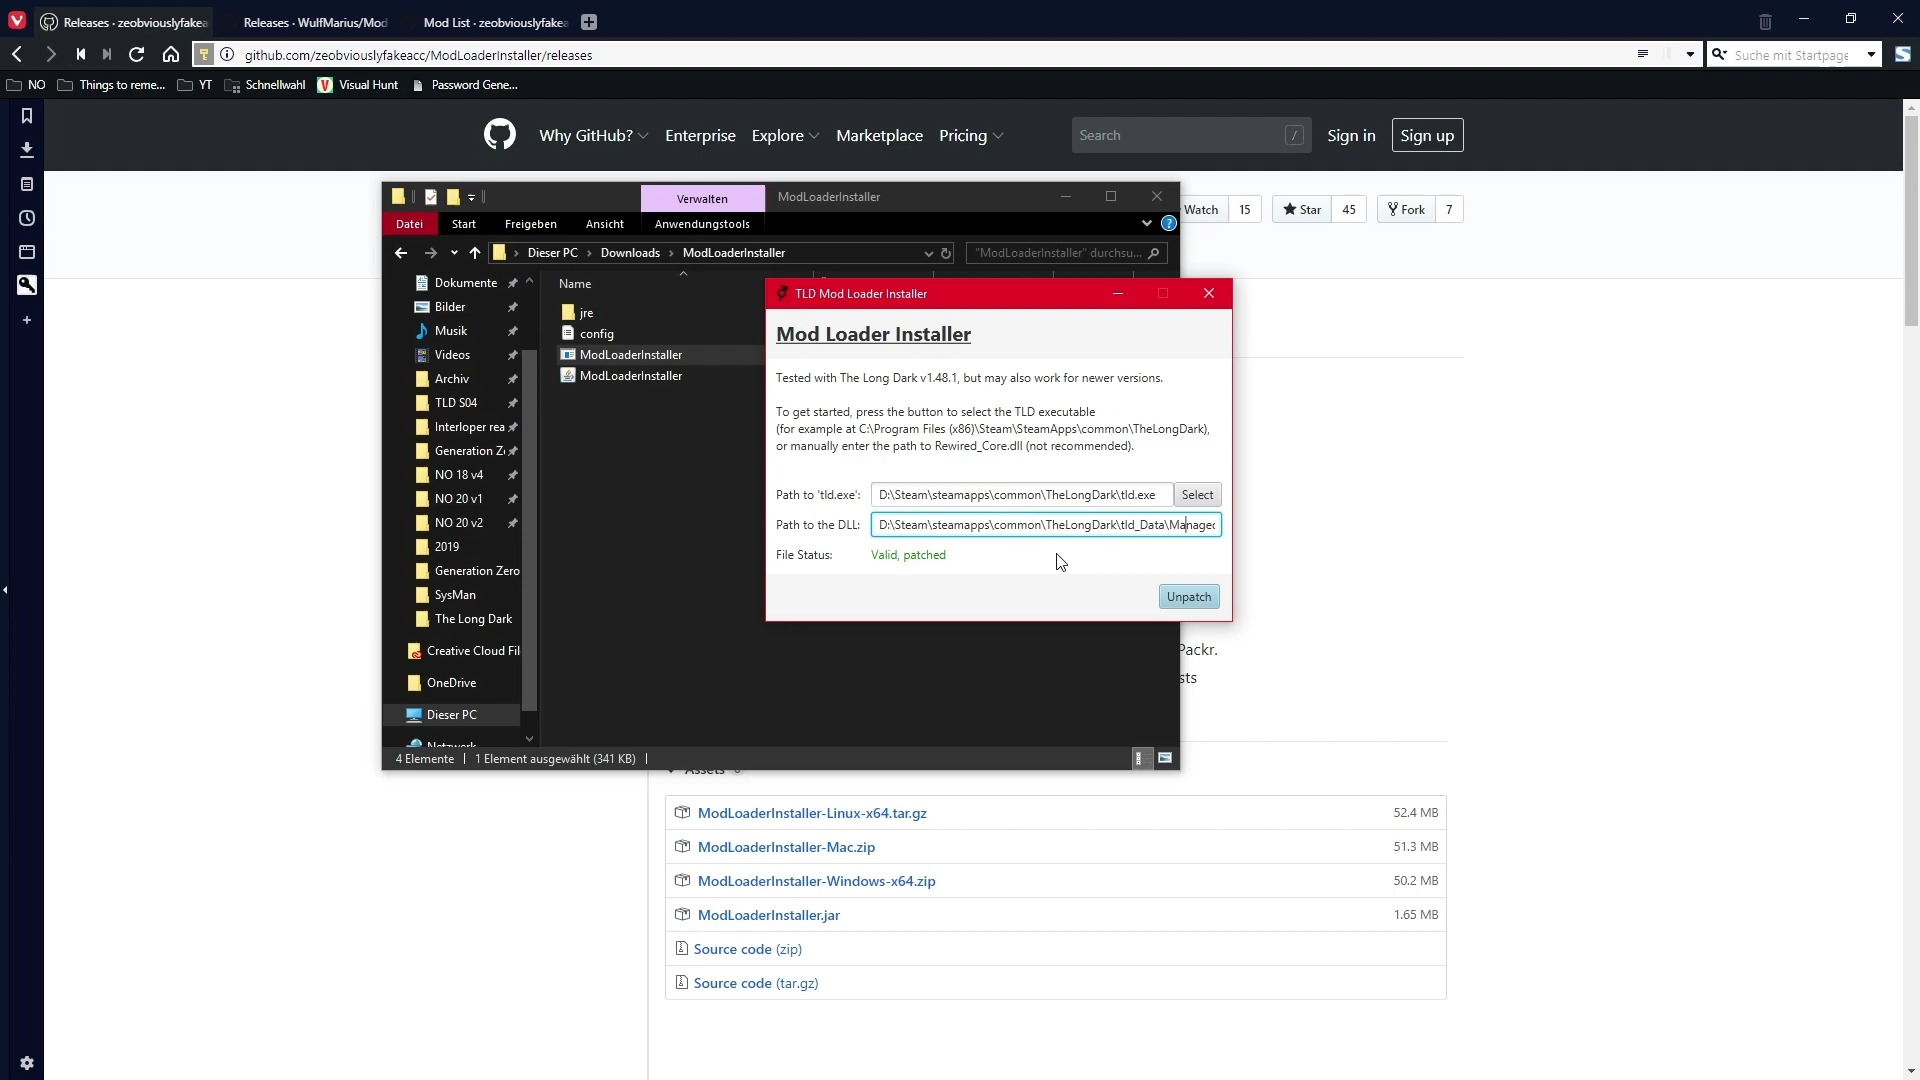 Releases · zeobviouslyfakea
Releases · WulfMarius/Mod
Mod List · zeobviouslyfakea
github.com/zeobviouslyfakeacc/ModLoaderInstaller/releases
Suche mit Startpage
NO
Things to reme...
YT
Schnellwahl
Visual Hunt
Password Gene...
Why GitHub?
Enterprise
Explore
Marketplace
Pricing
Search
/
Sign in
Sign up
Watch 15
Star 45
Fork 7
Verwalten
ModLoaderInstaller
Datei
Start
Freigeben
Ansicht
Anwendungstools
Dieser PC > Downloads > ModLoaderInstaller
"ModLoaderInstaller" durchsu...
Dokumente
Bilder
Musik
Videos
Archiv
TLD S04
Interloper rea
Generation Z
NO 18 v4
NO 20 v1
NO 20 v2
2019
Generation Zero
SysMan
The Long Dark
Creative Cloud Fil
OneDrive
Dieser PC
Netzwerk
Name
jre
config
ModLoaderInstaller
ModLoaderInstaller
4 Elemente
1 Element ausgewählt (341 KB)
TLD Mod Loader Installer
Mod Loader Installer
Tested with The Long Dark v1.48.1, but may also work for newer versions.
To get started, press the button to select the TLD executable
(for example at C:\Program Files (x86)\Steam\SteamApps\common\TheLongDark),
or manually enter the path to Rewired_Core.dll (not recommended).
Path to 'tld.exe': D:\Steam\steamapps\common\TheLongDark\tld.exe Select
Path to the DLL: D:\Steam\steamapps\common\TheLongDark\tld_Data\Managed
File Status: Valid, patched
Unpatch
Packr.
sts
Assets
ModLoaderInstaller-Linux-x64.tar.gz 52.4 MB
ModLoaderInstaller-Mac.zip 51.3 MB
ModLoaderInstaller-Windows-x64.zip 50.2 MB
ModLoaderInstaller.jar 1.65 MB
Source code (zip)
Source code (tar.gz)